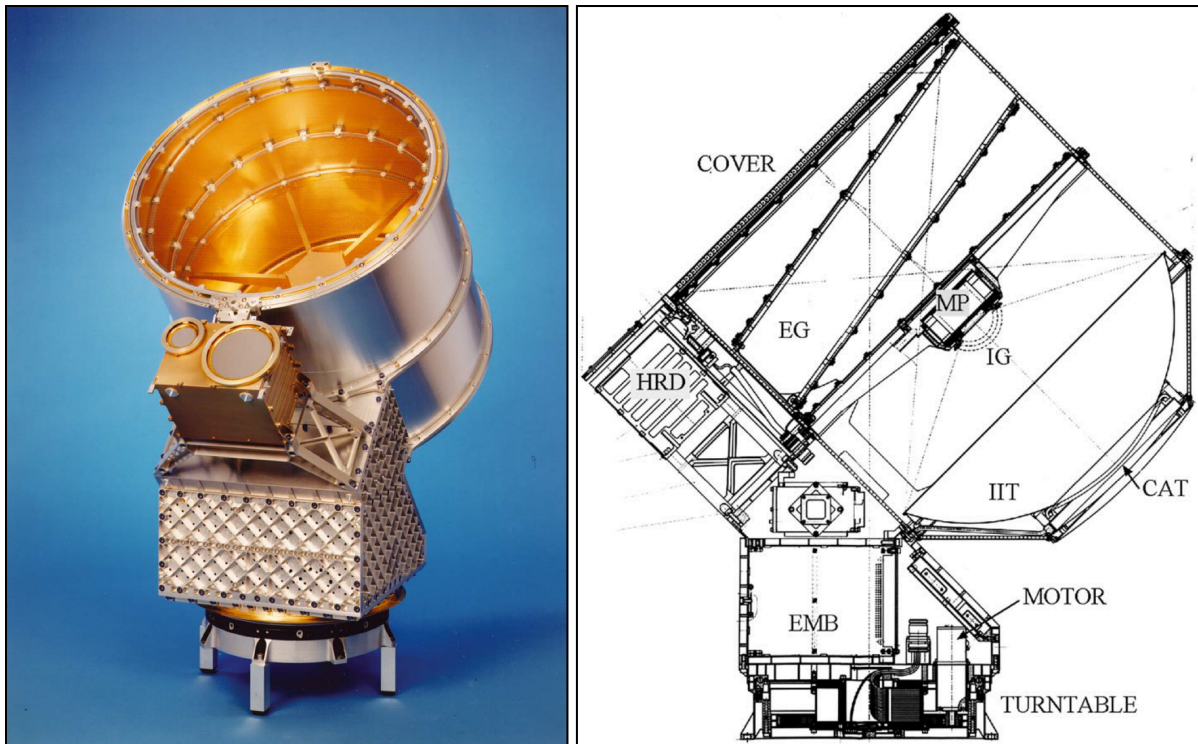 COVER
MP
EG
IG
HRD
IIT
CAT
MOTOR
EMB
TURNTABLE